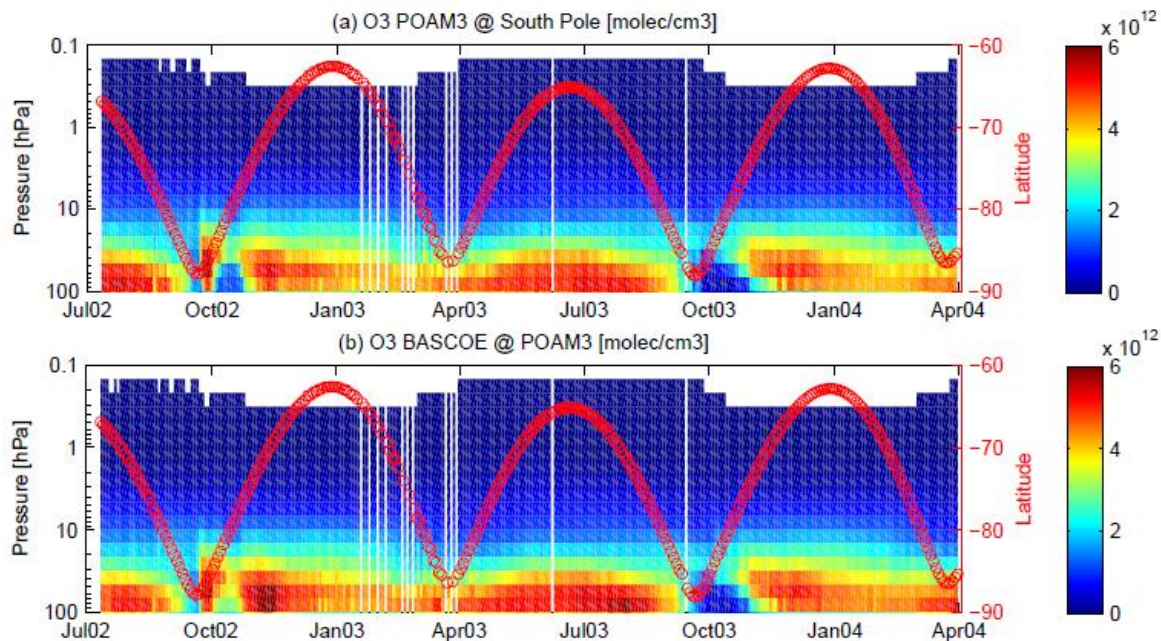 (a) O3 POAM3 @ South Pole [molec/cm3]
x 10^12
0.1
1
10
100
Pressure [hPa]
−60
−65
−70
−75
−80
−85
−90
Latitude
6
4
2
0
Jul02 Oct02 Jan03 Apr03 Jul03 Oct03 Jan04 Apr04
(b) O3 BASCOE @ POAM3 [molec/cm3]
x 10^12
0.1
1
10
100
Pressure [hPa]
−60
−70
−80
−90
Latitude
6
4
2
0
Jul02 Oct02 Jan03 Apr03 Jul03 Oct03 Jan04 Apr04